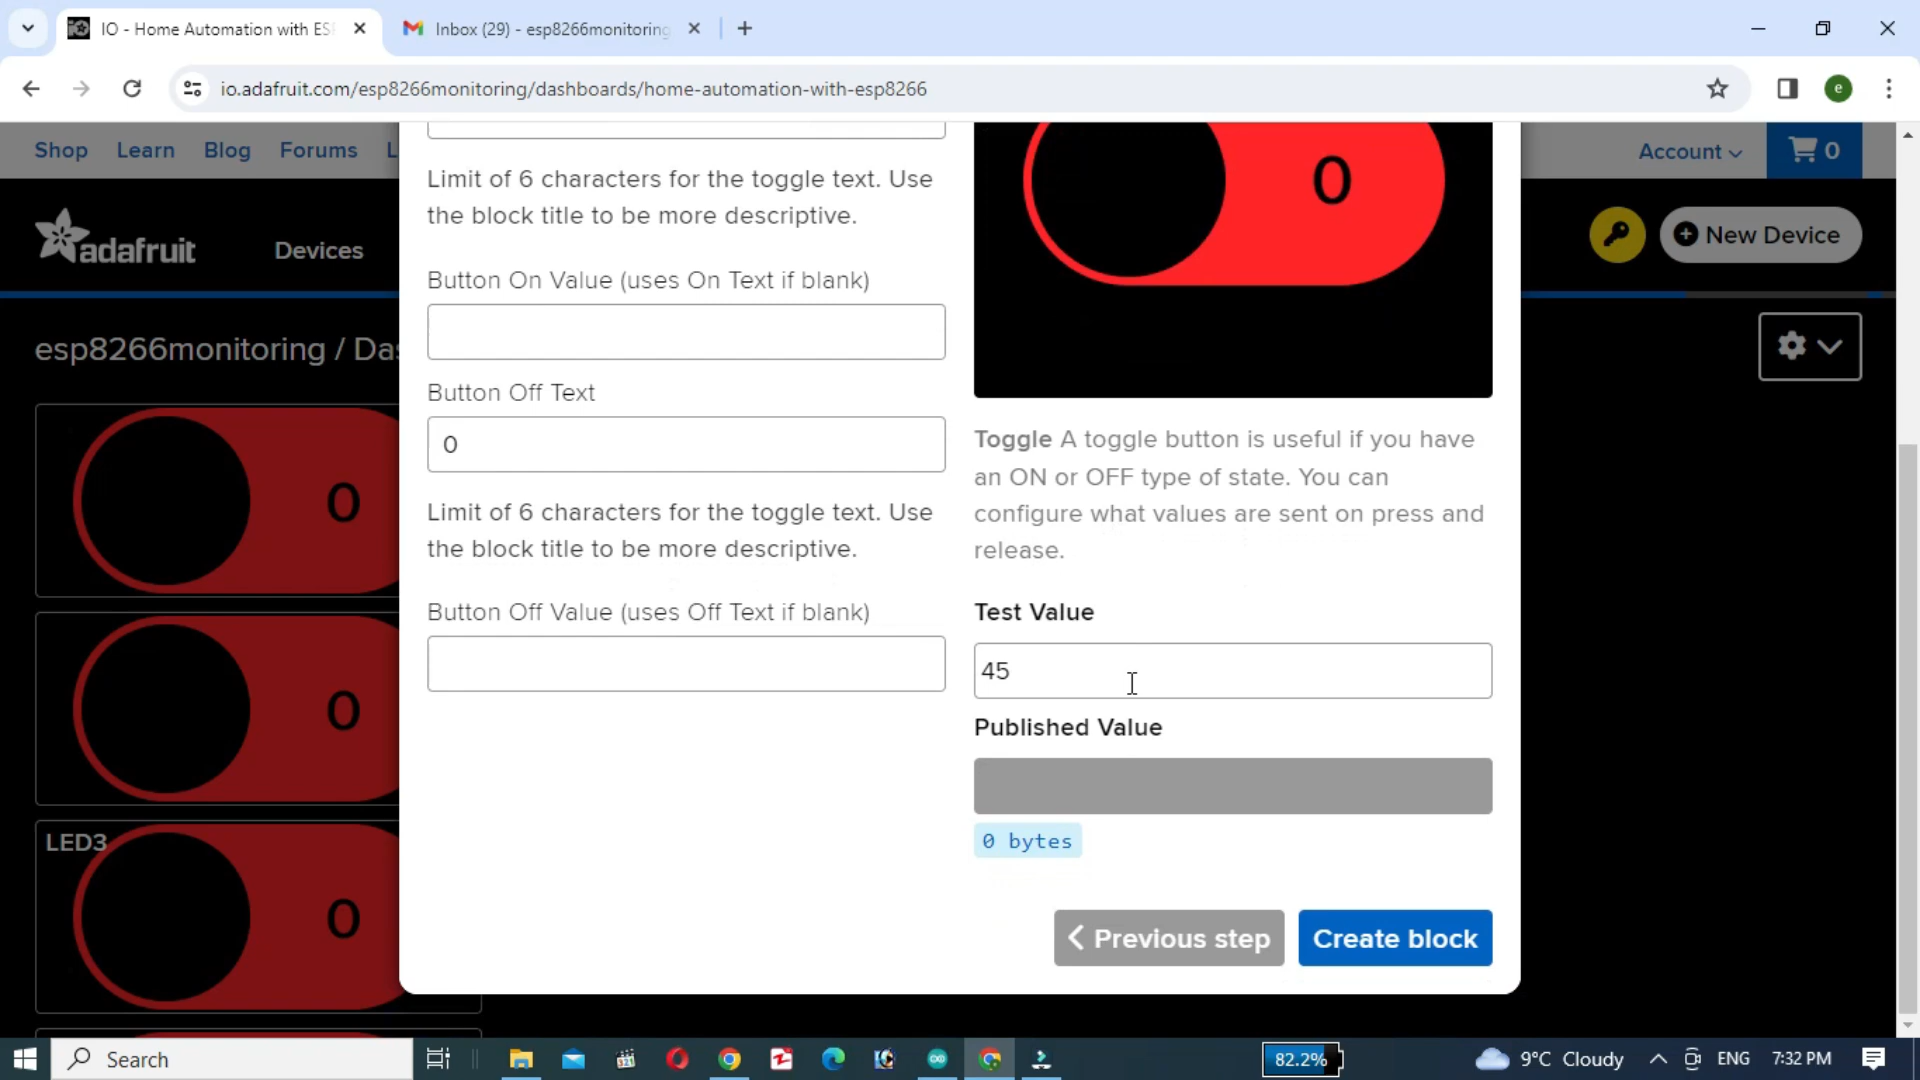 IO - Home Automation with ES
Inbox (29) - esp8266monitoring
io.adafruit.com/esp8266monitoring/dashboards/home-automation-with-esp8266
e
Shop Learn Blog Forums L
Account
0
adafruit
Devices
New Device
esp8266monitoring / Da
0
0
LED3
0
Limit of 6 characters for the toggle text. Use
the block title to be more descriptive.
Button On Value (uses On Text if blank)
Button Off Text
0
Limit of 6 characters for the toggle text. Use
the block title to be more descriptive.
Button Off Value (uses Off Text if blank)
0
Toggle A toggle button is useful if you have
an ON or OFF type of state. You can
configure what values are sent on press and
release.
Test Value
45
Published Value
0 bytes
Previous step
Create block
Search
82.2%
9°C Cloudy
ENG
7:32 PM